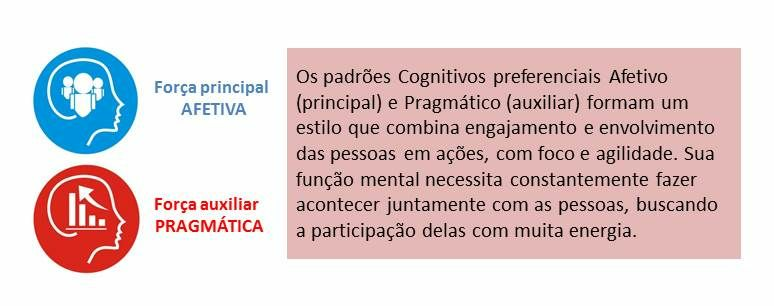 Força principal
AFETIVA
Força auxiliar
PRAGMÁTICA
Os padrões Cognitivos preferenciais Afetivo
(principal) e Pragmático (auxiliar) formam um
estilo que combina engajamento e envolvimento
das pessoas em ações, com foco e agilidade. Sua
função mental necessita constantemente fazer
acontecer juntamente com as pessoas, buscando
a participação delas com muita energia.